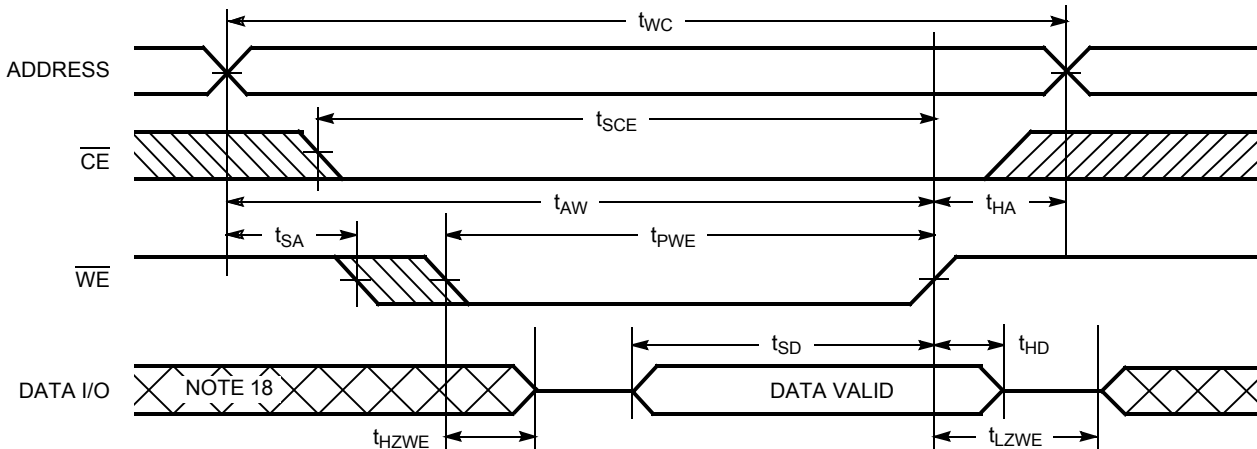 tWC
ADDRESS
tSCE
CE
tAW
tHA
tSA
tPWE
WE
tSD
tHD
DATA I/O
NOTE 18
DATA VALID
tHZWE
tLZWE